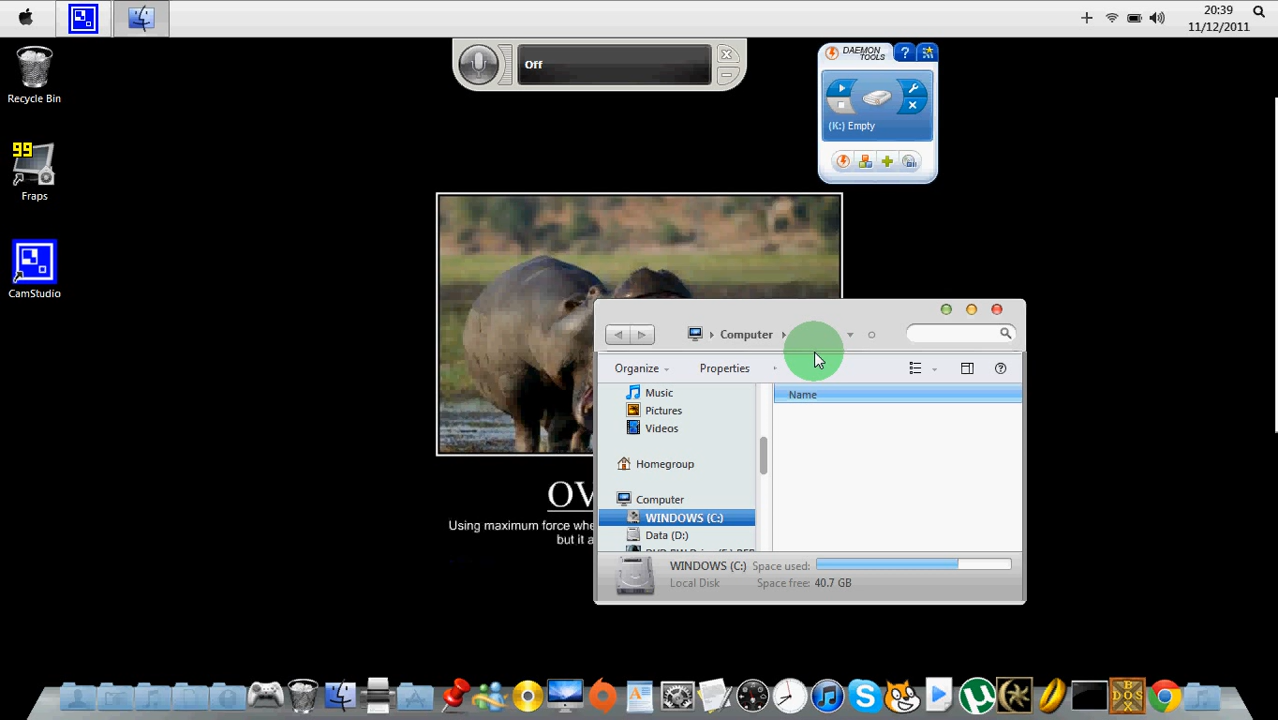 20:39
11/12/2011
Recycle Bin
99
Fraps
CamStudio
Off
DAEMON
TOOLS
?
(K:) Empty
Computer
Organize
Properties
Music
Pictures
Videos
Homegroup
Computer
WINDOWS (C:)
Data (D:)
Name
WINDOWS (C:) Space used:
Local Disk Space free: 40.7 GB
OV
Using maximum force whe
but it a
DOS